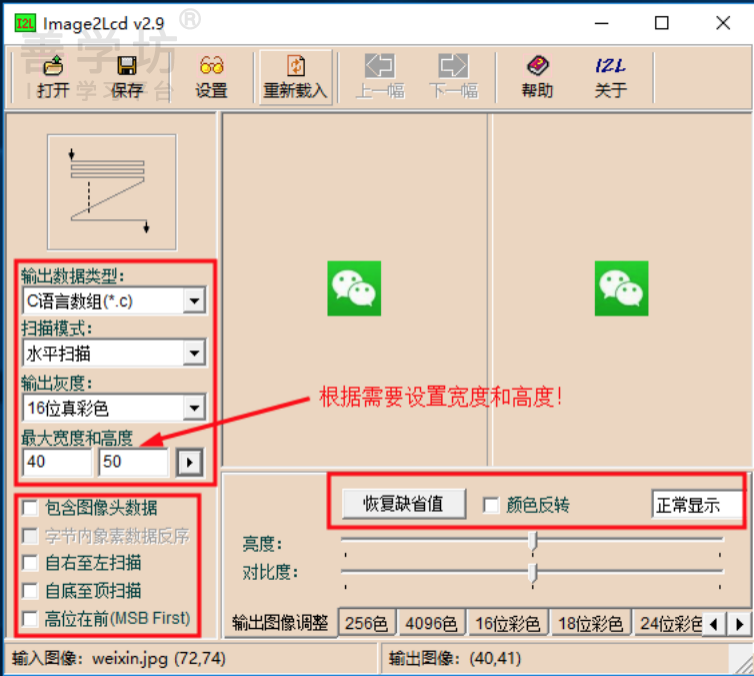 Image2Lcd v2.9
善学坊®
学习平台
打开 保存 设置 重新载入 上一幅 下一幅 帮助 关于
I2L
输出数据类型:
C语言数组(*.c)
扫描模式:
水平扫描
输出灰度:
16位真彩色
最大宽度和高度
40 50
根据需要设置宽度和高度!
包含图像头数据
字节内象素数据反序
自右至左扫描
自底至顶扫描
高位在前(MSB First)
恢复缺省值 颜色反转 正常显示
亮度:
对比度:
输出图像调整 256色 4096色 16位彩色 18位彩色 24位彩色
输入图像: weixin.jpg (72,74) 输出图像: (40,41)